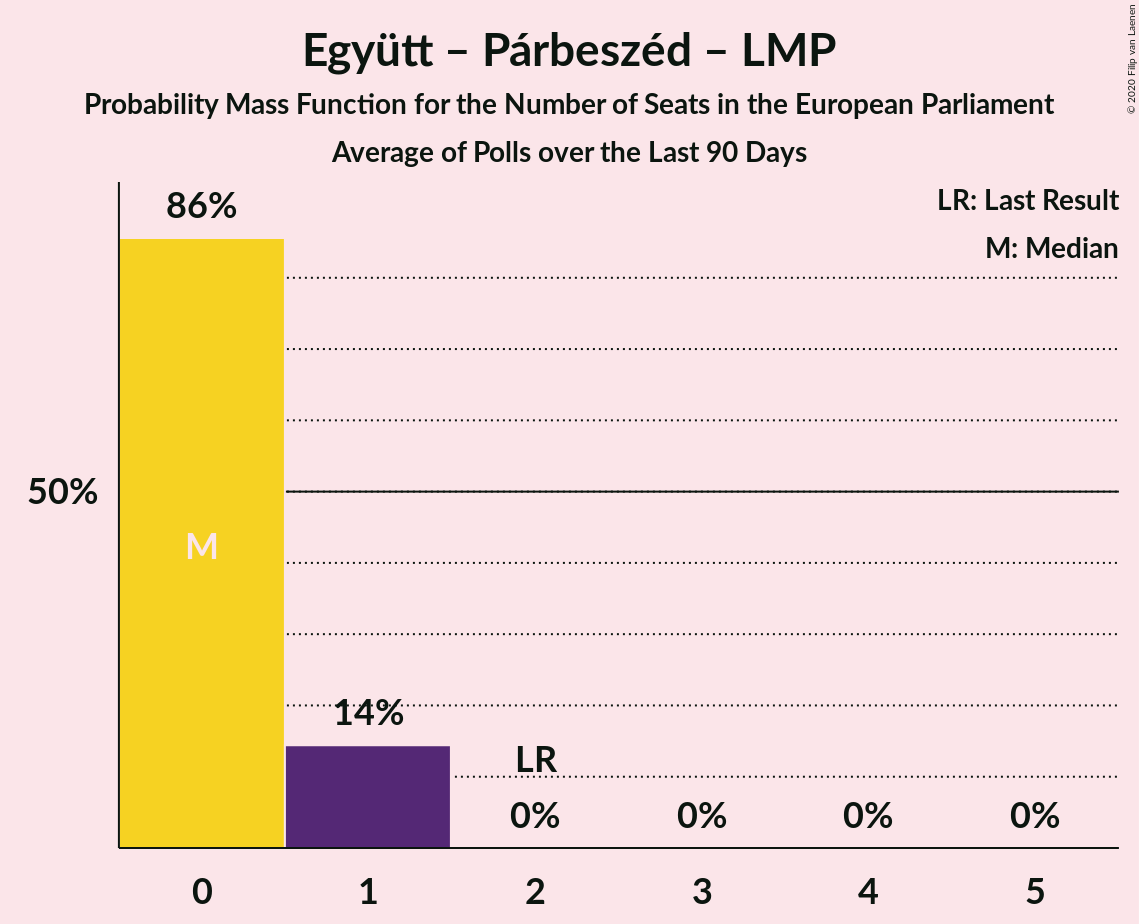 Együtt – Párbeszéd – LMP
Probability Mass Function for the Number of Seats in the European Parliament
Average of Polls over the Last 90 Days
© 2020 Filip van Laenen
LR: Last Result
M: Median
86%
50%
M
14%
LR
0% 0% 0% 0%
0 1 2 3 4 5